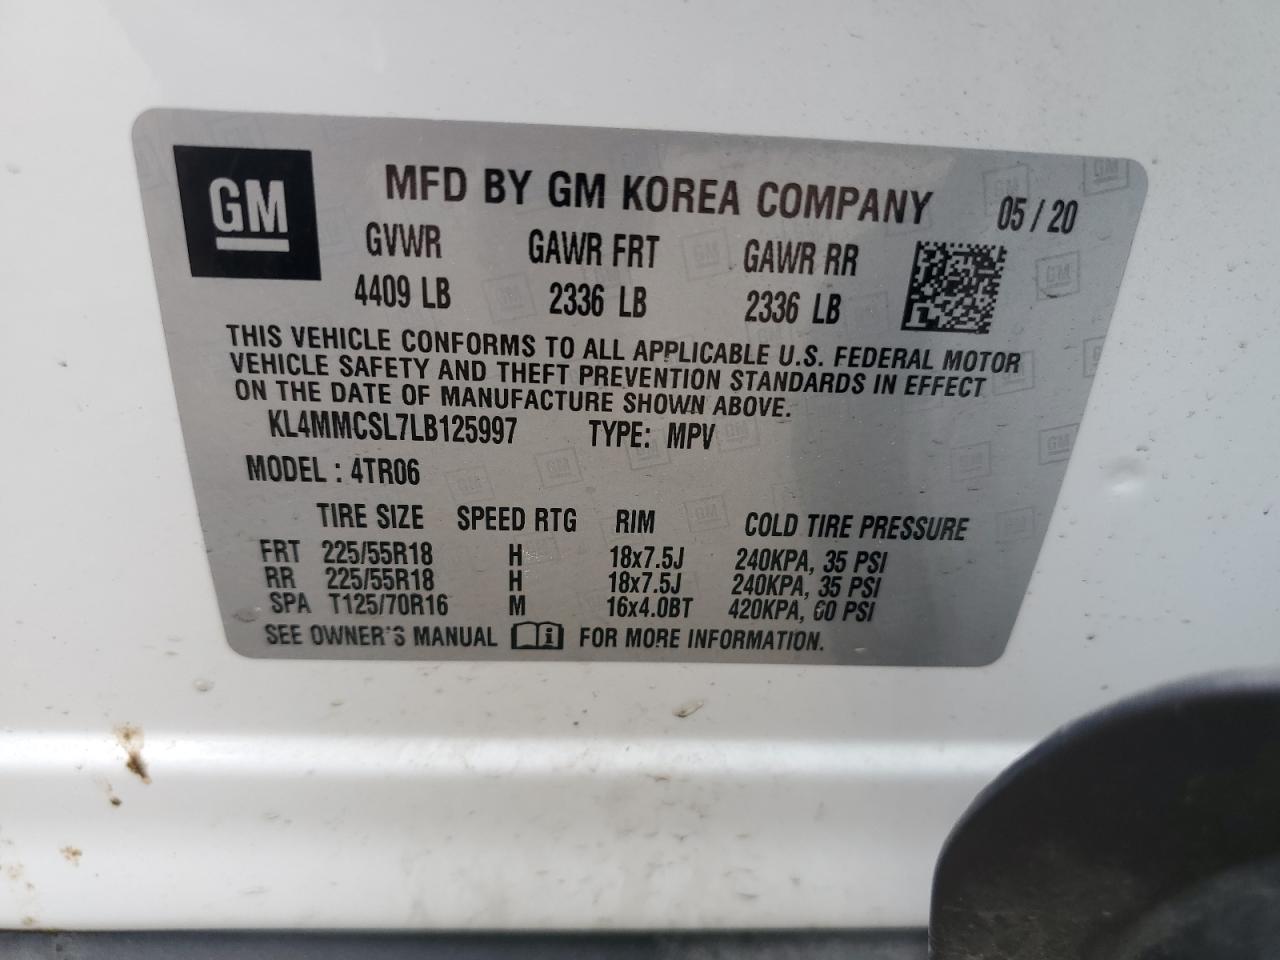 GM
MFD BY GM KOREA COMPANY 05 / 20
GVWR GAWR FRT GAWR RR
4409 LB 2336 LB 2336 LB
THIS VEHICLE CONFORMS TO ALL APPLICABLE U.S. FEDERAL MOTOR
VEHICLE SAFETY AND THEFT PREVENTION STANDARDS IN EFFECT
ON THE DATE OF MANUFACTURE SHOWN ABOVE.
KL4MMCSL7LB125997 TYPE: MPV
MODEL : 4TR06
TIRE SIZE SPEED RTG RIM COLD TIRE PRESSURE
FRT 225/55R18 H 18x7.5J 240KPA, 35 PSI
RR 225/55R18 H 18x7.5J 240KPA, 35 PSI
SPA T125/70R16 M 16x4.0BT 420KPA, 60 PSI
SEE OWNER'S MANUAL FOR MORE INFORMATION.